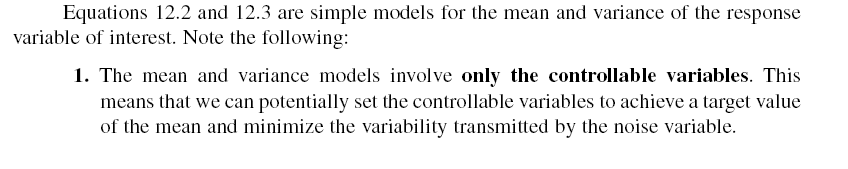 Equations 12.2 and 12.3 are simple models for the mean and variance of the response
variable of interest. Note the following:
1. The mean and variance models involve only the controllable variables. This
means that we can potentially set the controllable variables to achieve a target value
of the mean and minimize the variability transmitted by the noise variable.